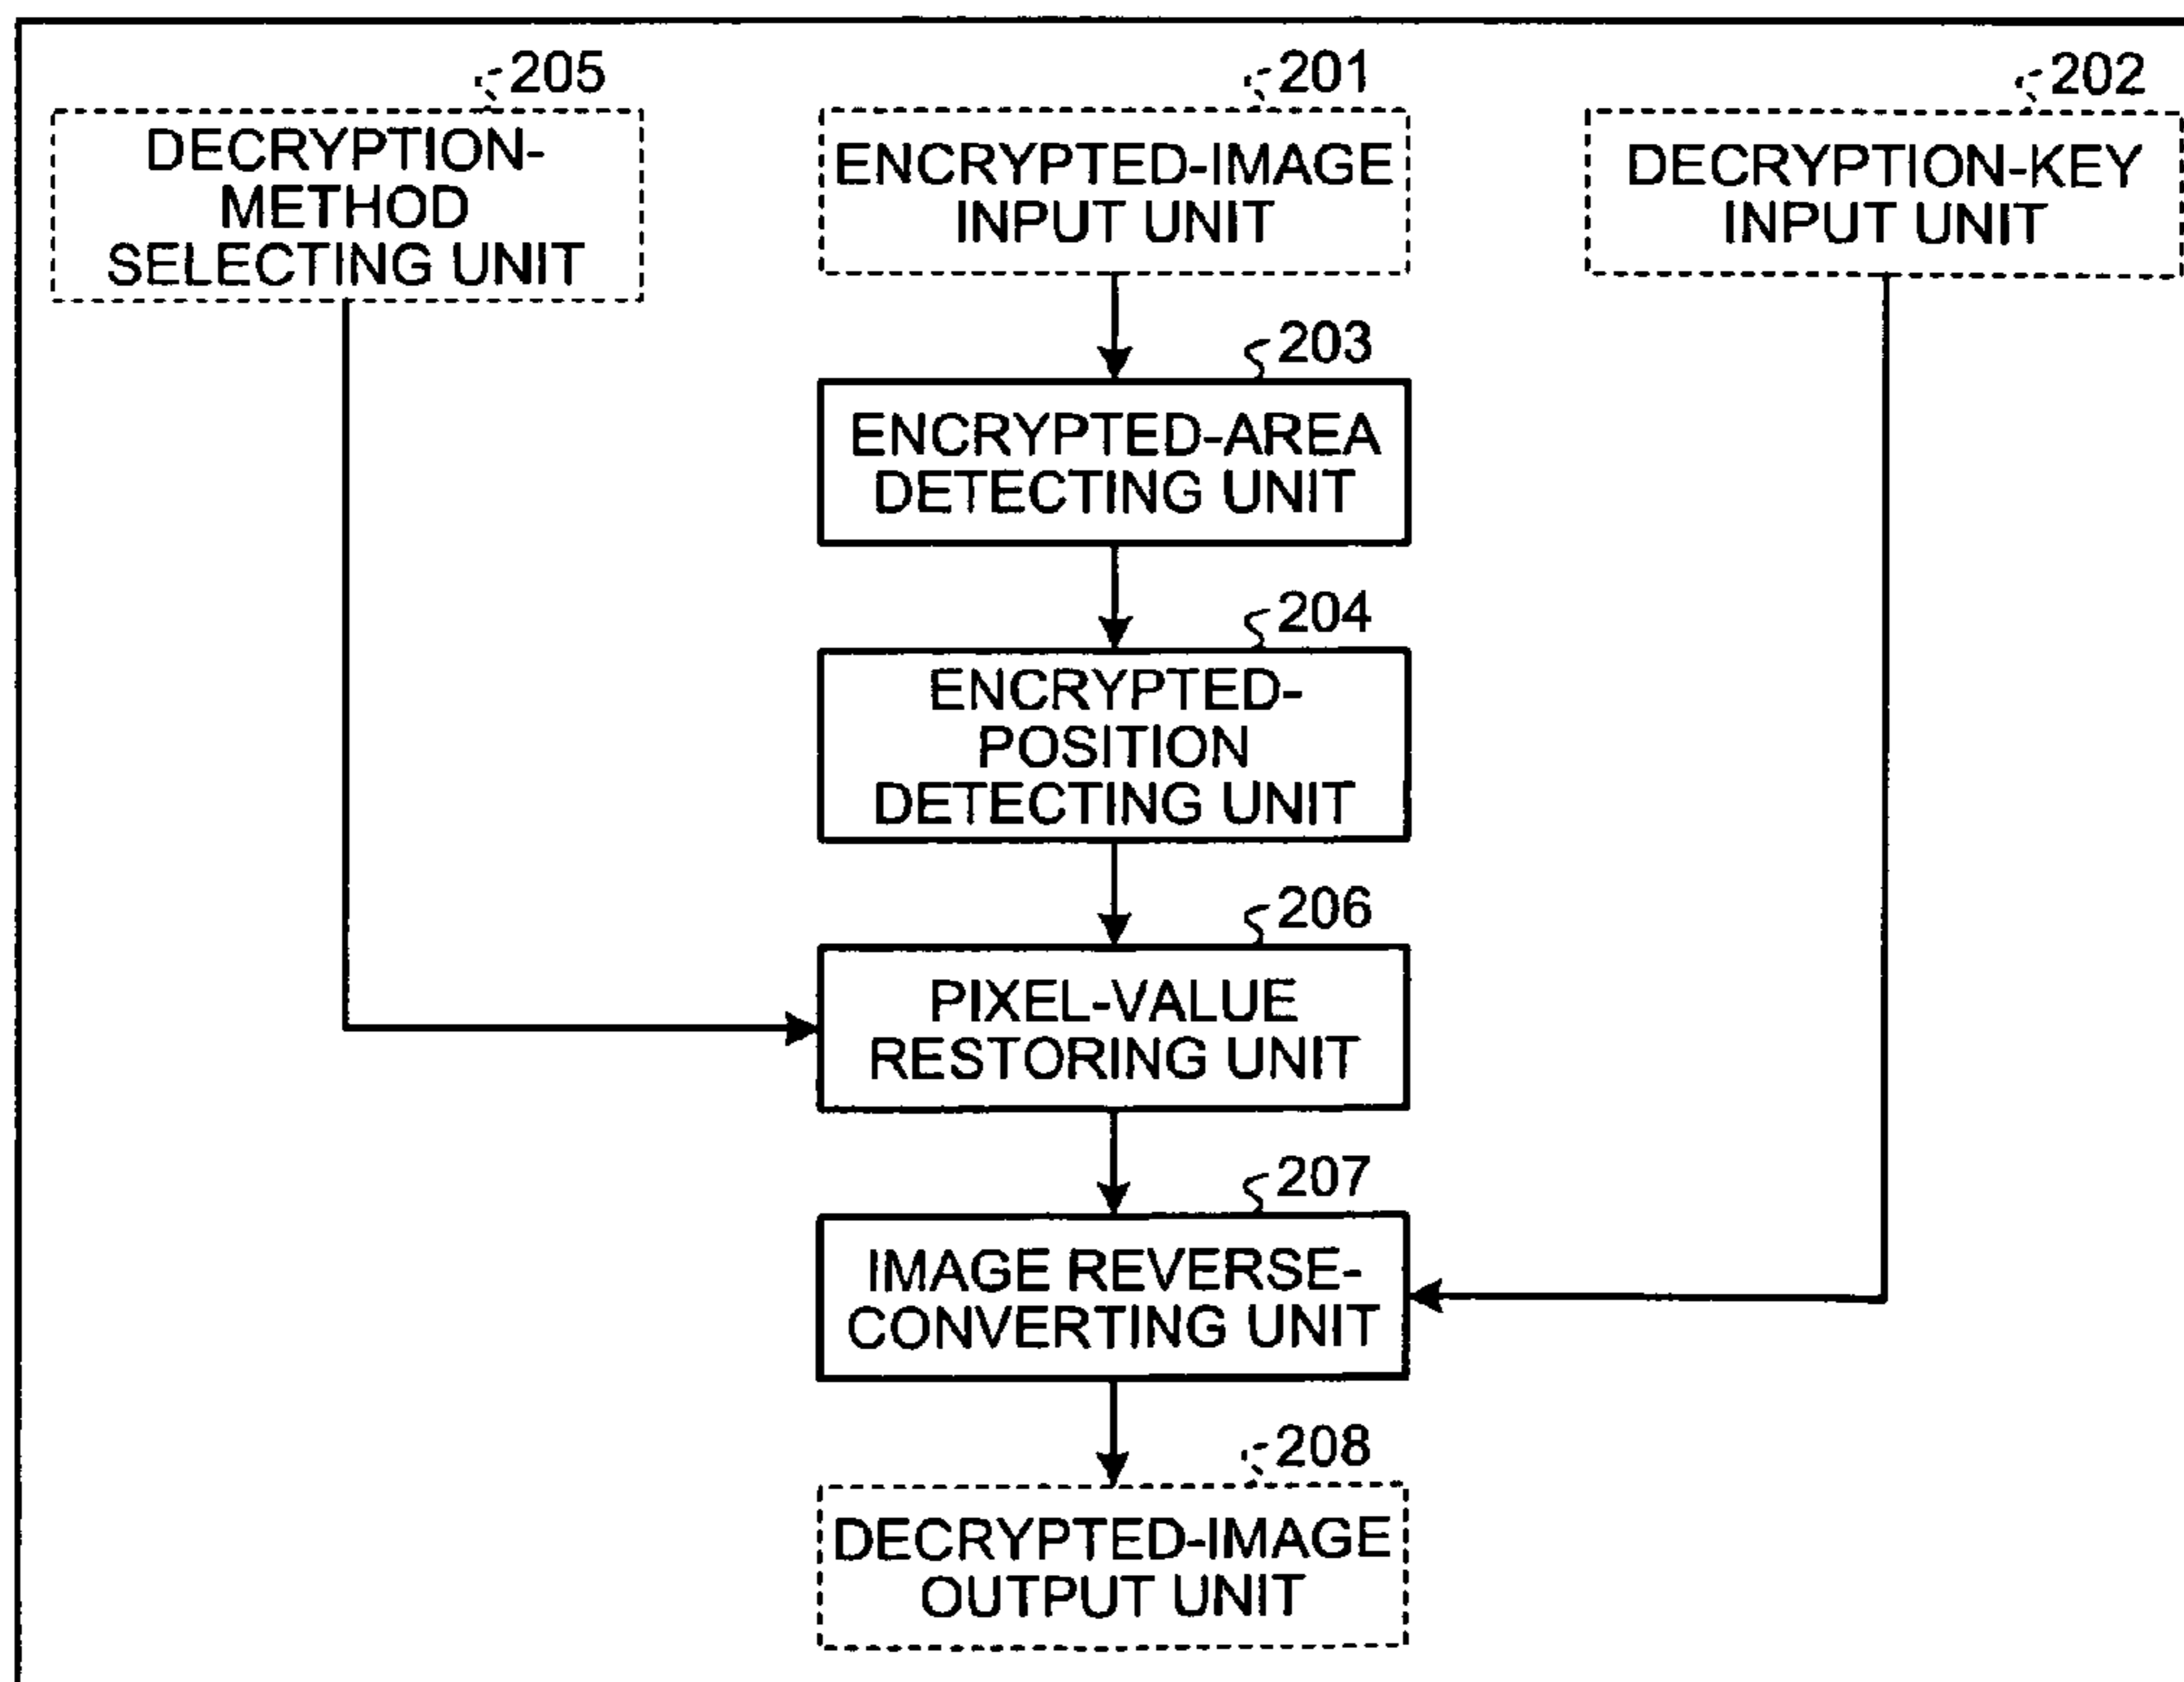 205
DECRYPTION-
METHOD
SELECTING UNIT
201
ENCRYPTED-IMAGE
INPUT UNIT
202
DECRYPTION-KEY
INPUT UNIT
203
ENCRYPTED-AREA
DETECTING UNIT
204
ENCRYPTED-
POSITION
DETECTING UNIT
206
PIXEL-VALUE
RESTORING UNIT
207
IMAGE REVERSE-
CONVERTING UNIT
208
DECRYPTED-IMAGE
OUTPUT UNIT